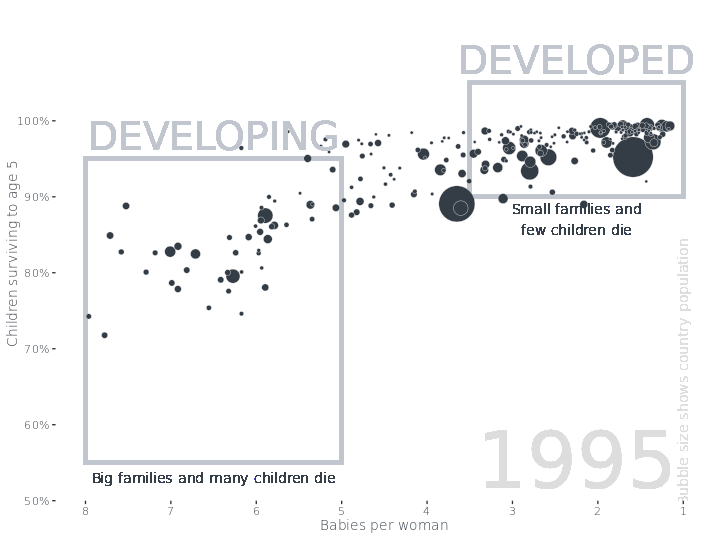 DEVELOPED
DEVELOPING
100%
90%
80%
70%
60%
50%
Children surviving to age 5
Small families and
few children die
Bubble size shows country population
1995
Big families and many children die
8 7 6 5 4 3 2 1
Babies per woman